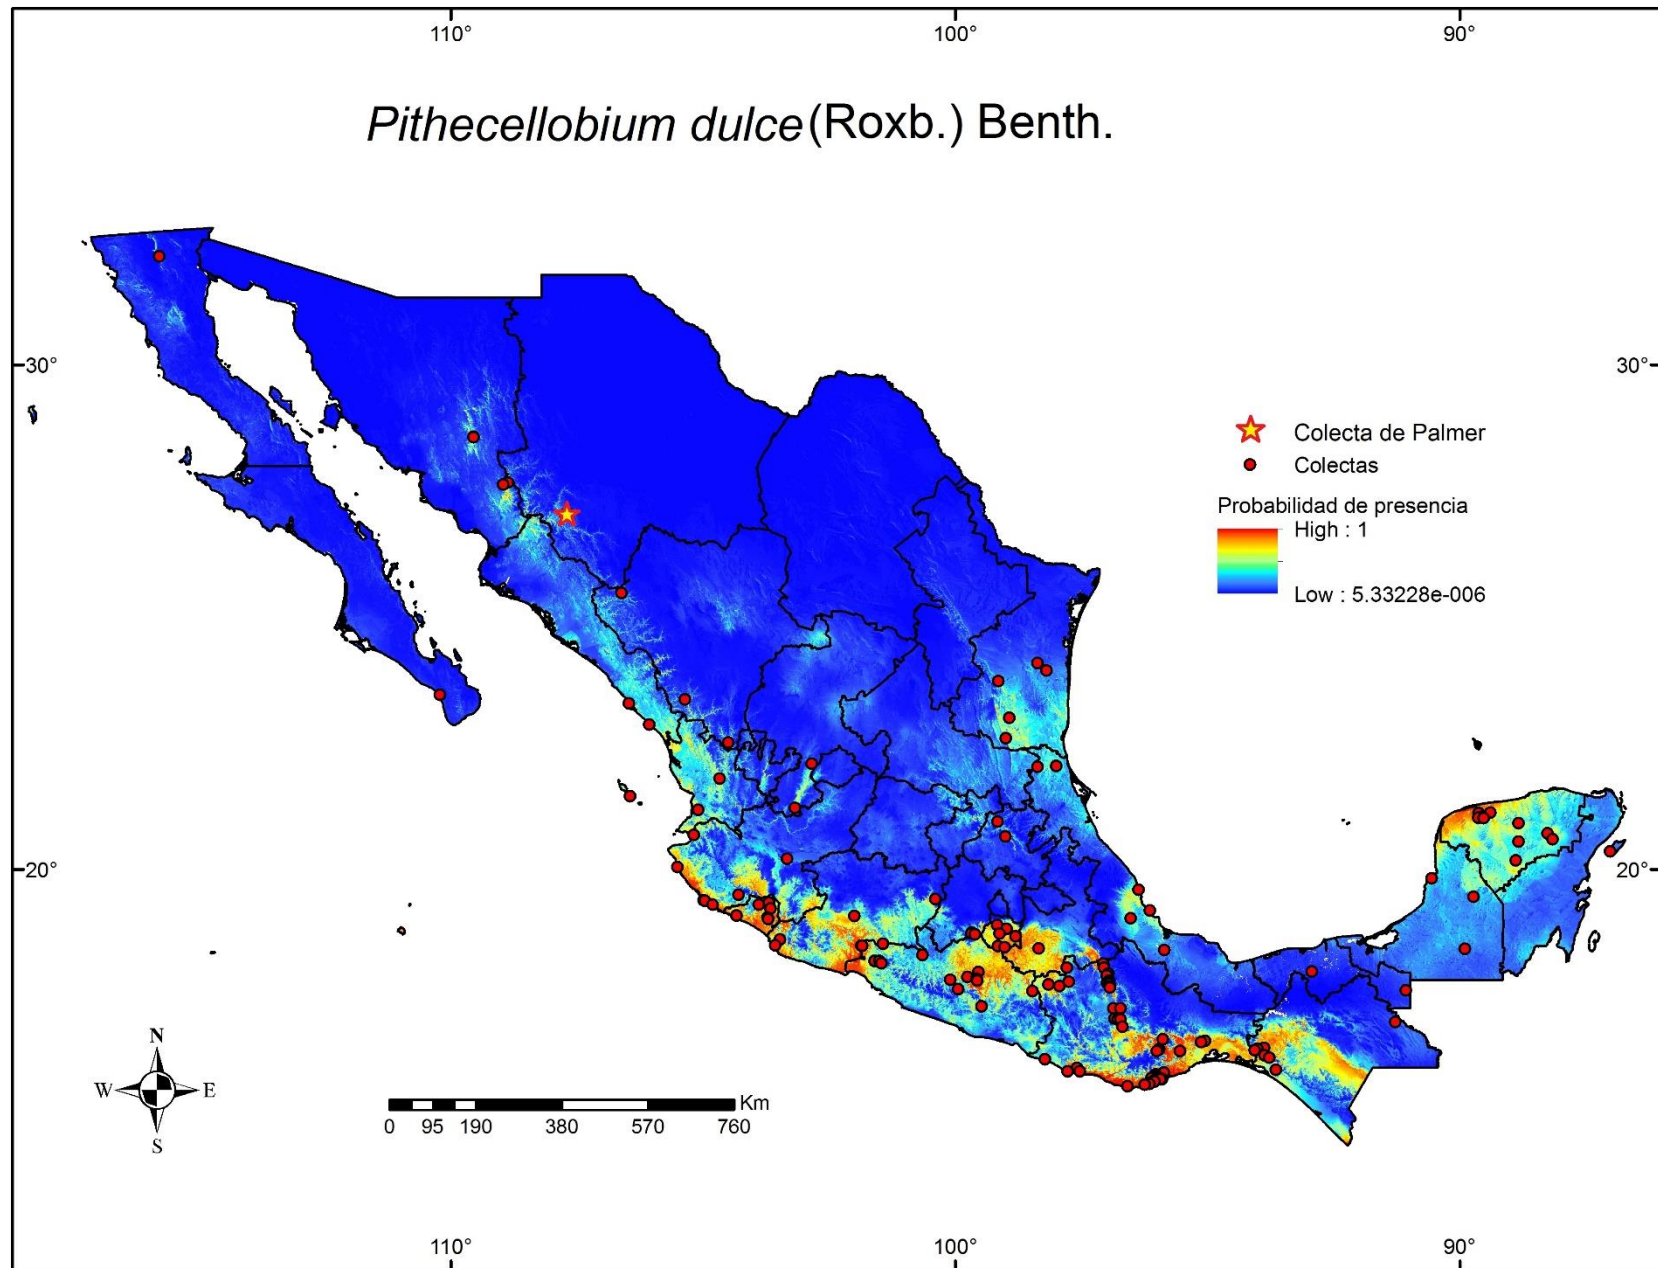 110° 100° 90°
Pithecellobium dulce (Roxb.) Benth.
30° 30°
Colecta de Palmer
Colectas
Probabilidad de presencia
High : 1
Low : 5.33228e-006
20° 20°
N
W E
S
Km
0 95 190 380 570 760
110° 100° 90°